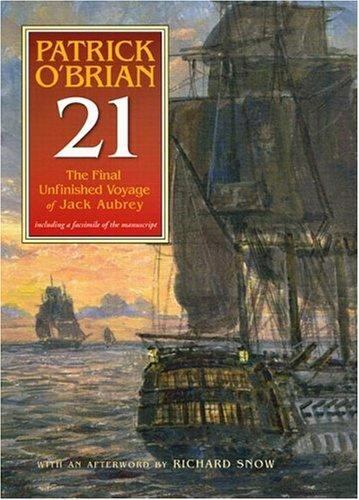 PATRICK
O'BRIAN
21
The Final
Unfinished Voyage
of Jack Aubrey
including a facsimile of the manuscript
WITH AN AFTERWORD BY RICHARD SNOW